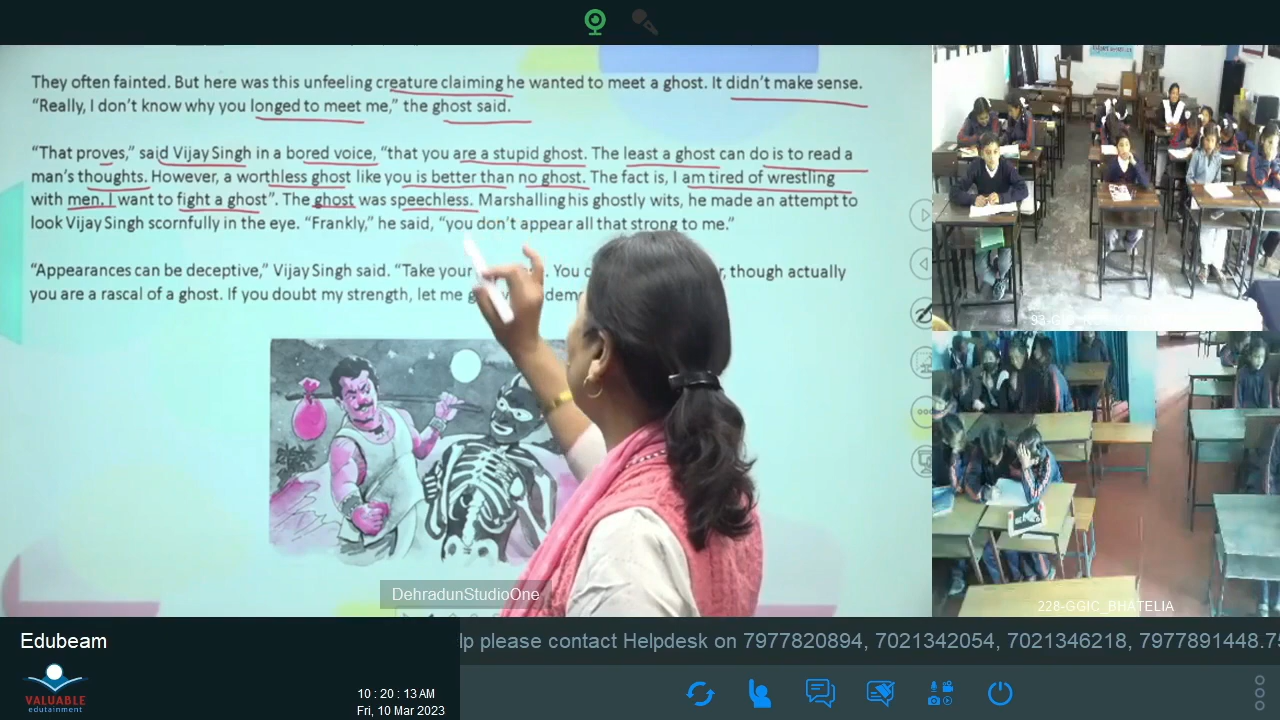 They often fainted. But here was this unfeeling creature claiming he wanted to meet a ghost. It didn't make sense.
“Really, I don't know why you longed to meet me,” the ghost said.
“That proves,” said Vijay Singh in a bored voice, “that you are a stupid ghost. The least a ghost can do is to read a
man's thoughts. However, a worthless ghost like you is better than no ghost. The fact is, I am tired of wrestling
with men. I want to fight a ghost”. The ghost was speechless. Marshalling his ghostly wits, he made an attempt to
look Vijay Singh scornfully in the eye. “Frankly,” he said, “you don't appear all that strong to me.”
“Appearances can be deceptive,” Vijay Singh said. “Take your You though actually
you are a rascal of a ghost. If you doubt my strength, let me
DehradunStudioOne
228-GGIC_BHATELIA
Edubeam
lp please contact Helpdesk on 7977820894, 7021342054, 7021346218, 7977891448.
VALUABLE
edutainment
10 : 20 : 13 AM
Fri, 10 Mar 2023